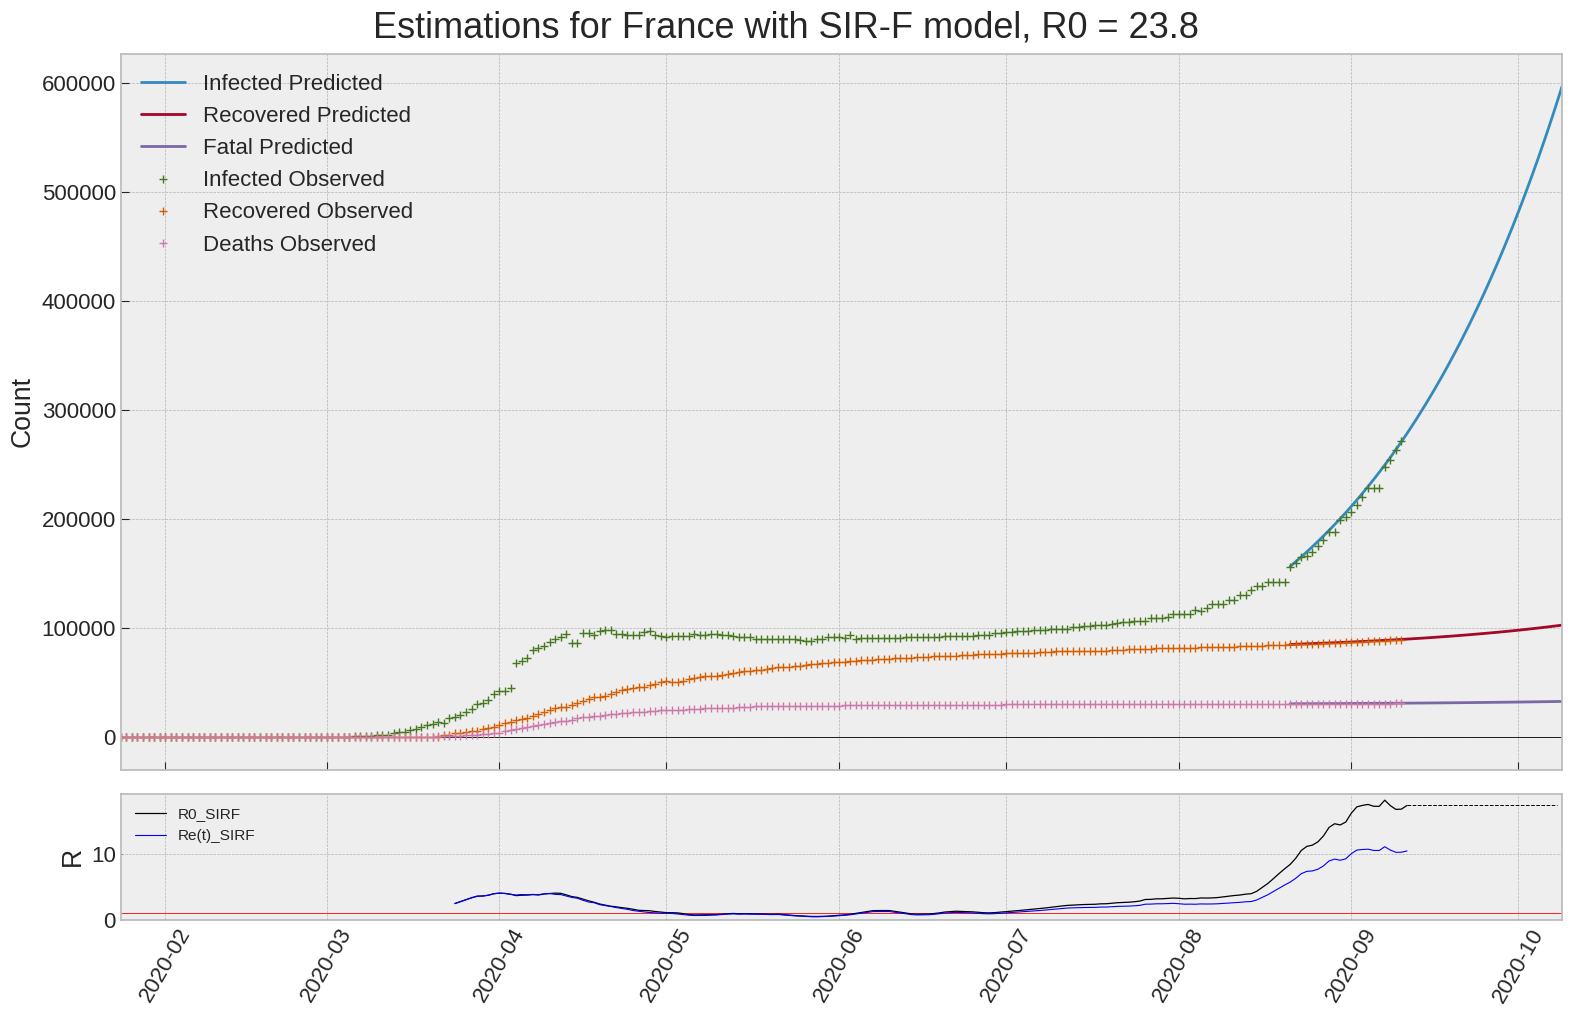 Estimations for France with SIR-F model, R0 = 23.8
Infected Predicted
Recovered Predicted
Fatal Predicted
Infected Observed
Recovered Observed
Deaths Observed
600000
500000
400000
300000
200000
100000
0
Count
R0_SIRF
Re(t)_SIRF
10
0
R
2020-02
2020-03
2020-04
2020-05
2020-06
2020-07
2020-08
2020-09
2020-10